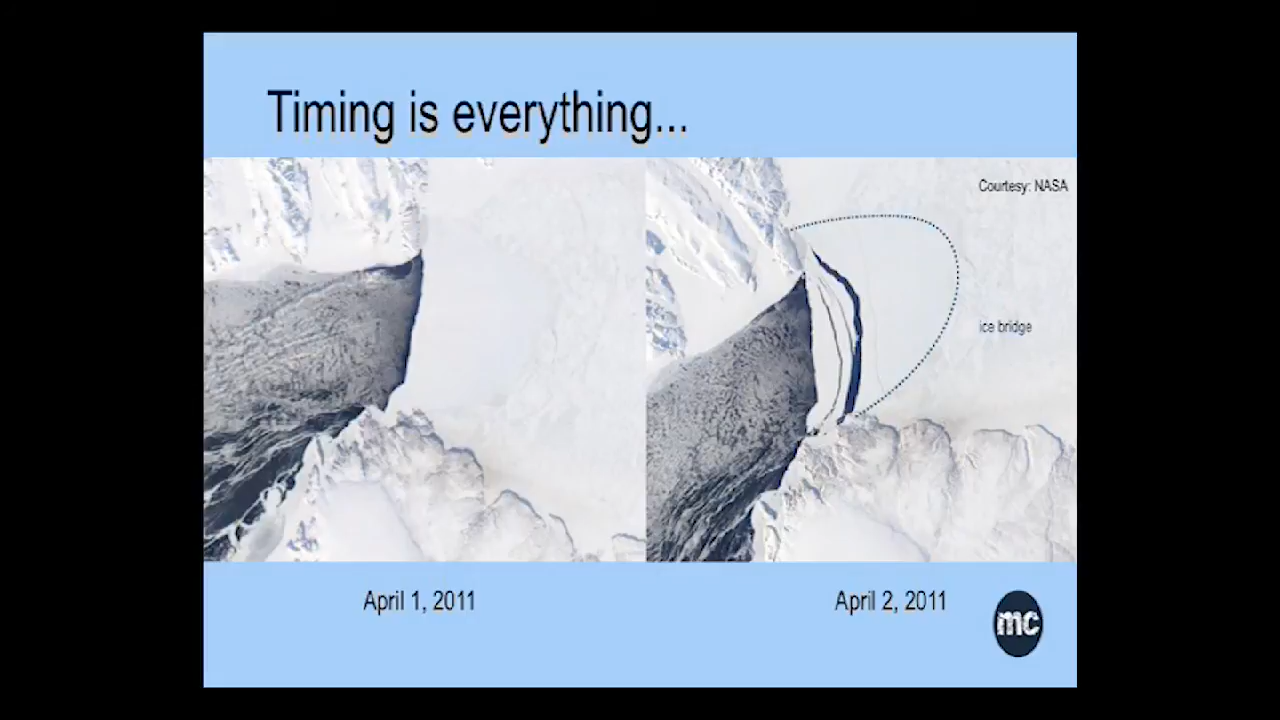 Timing is everything...
Courtesy: NASA
ice bridge
April 1, 2011
April 2, 2011
mc